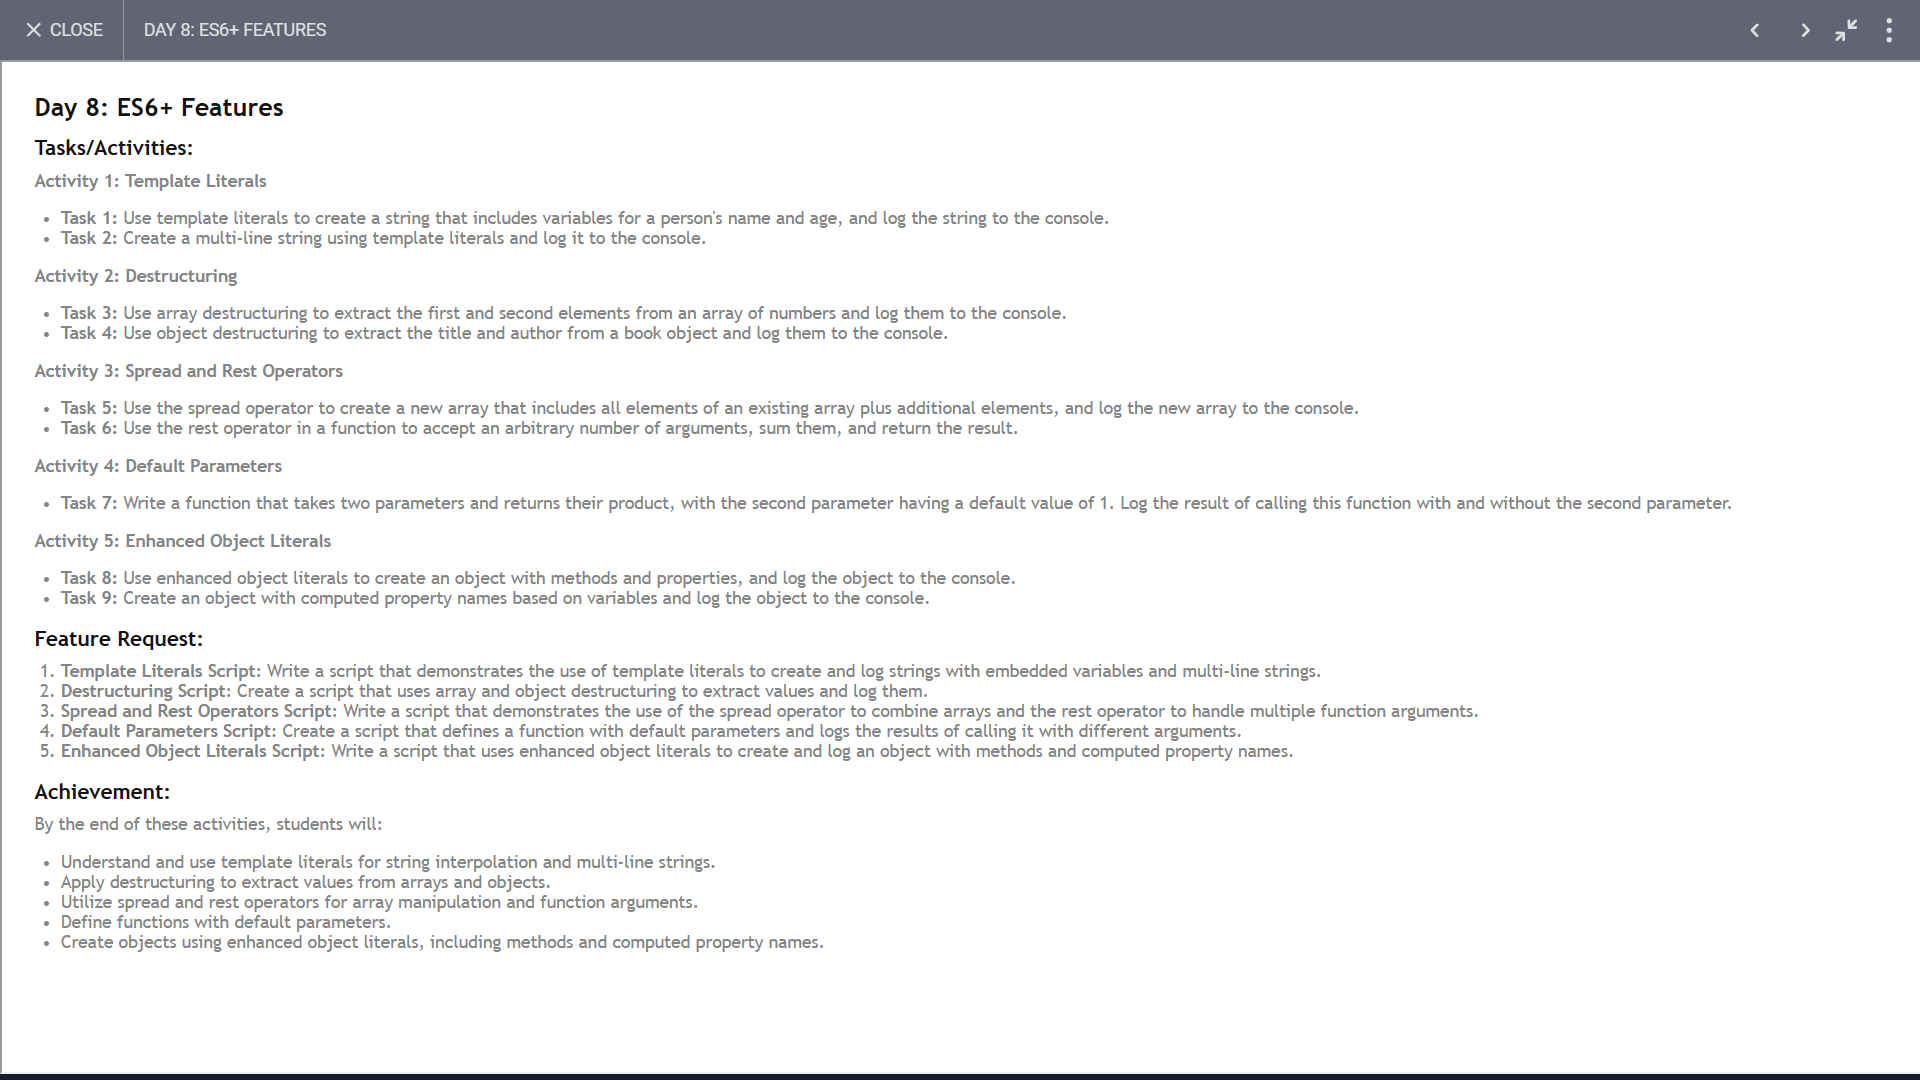 CLOSE
DAY 8: ES6+ FEATURES
Day 8: ES6+ Features
Tasks/Activities:
Activity 1: Template Literals
• Task 1: Use template literals to create a string that includes variables for a person's name and age, and log the string to the console.
• Task 2: Create a multi-line string using template literals and log it to the console.
Activity 2: Destructuring
• Task 3: Use array destructuring to extract the first and second elements from an array of numbers and log them to the console.
• Task 4: Use object destructuring to extract the title and author from a book object and log them to the console.
Activity 3: Spread and Rest Operators
• Task 5: Use the spread operator to create a new array that includes all elements of an existing array plus additional elements, and log the new array to the console.
• Task 6: Use the rest operator in a function to accept an arbitrary number of arguments, sum them, and return the result.
Activity 4: Default Parameters
• Task 7: Write a function that takes two parameters and returns their product, with the second parameter having a default value of 1. Log the result of calling this function with and without the second parameter.
Activity 5: Enhanced Object Literals
• Task 8: Use enhanced object literals to create an object with methods and properties, and log the object to the console.
• Task 9: Create an object with computed property names based on variables and log the object to the console.
Feature Request:
1. Template Literals Script: Write a script that demonstrates the use of template literals to create and log strings with embedded variables and multi-line strings.
2. Destructuring Script: Create a script that uses array and object destructuring to extract values and log them.
3. Spread and Rest Operators Script: Write a script that demonstrates the use of the spread operator to combine arrays and the rest operator to handle multiple function arguments.
4. Default Parameters Script: Create a script that defines a function with default parameters and logs the results of calling it with different arguments.
5. Enhanced Object Literals Script: Write a script that uses enhanced object literals to create and log an object with methods and computed property names.
Achievement:
By the end of these activities, students will:
• Understand and use template literals for string interpolation and multi-line strings.
• Apply destructuring to extract values from arrays and objects.
• Utilize spread and rest operators for array manipulation and function arguments.
• Define functions with default parameters.
• Create objects using enhanced object literals, including methods and computed property names.